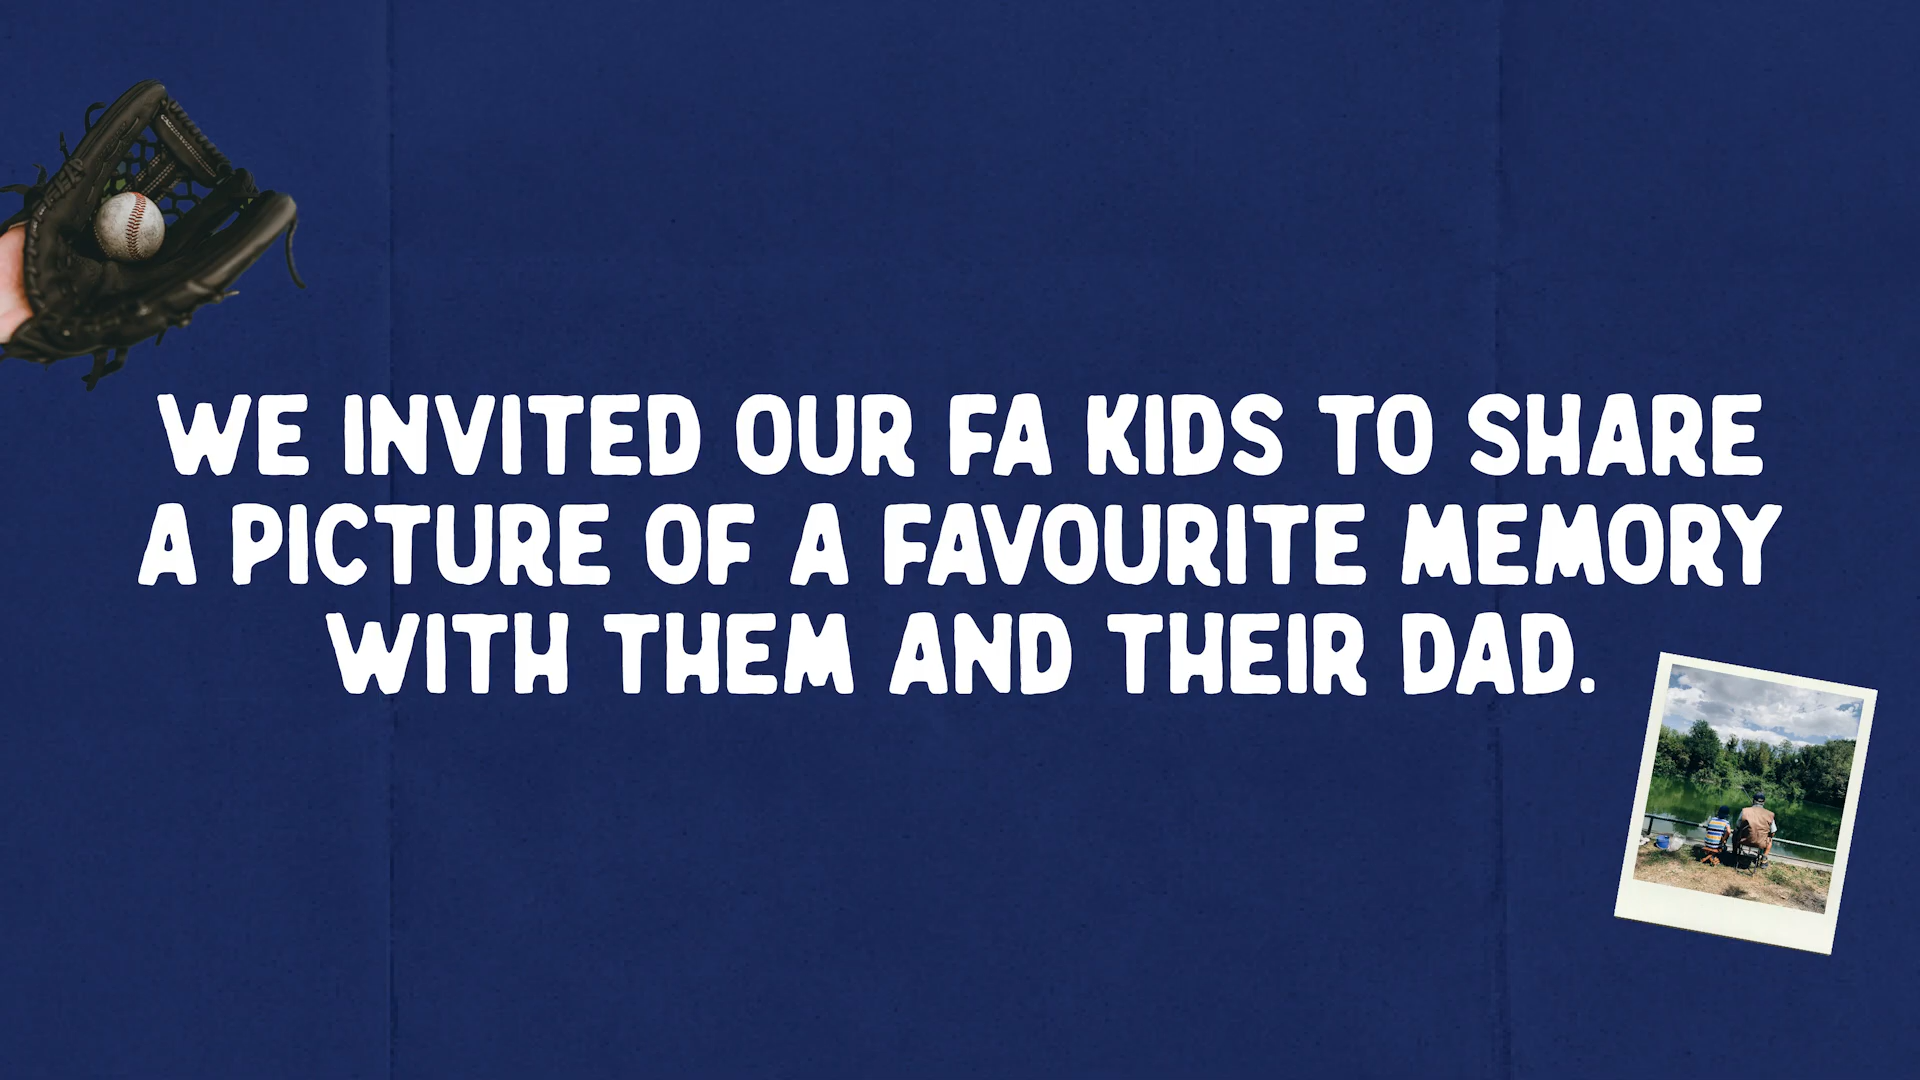 WE INVITED OUR FA KIDS TO SHARE
A PICTURE OF A FAVOURITE MEMORY
WITH THEM AND THEIR DAD.